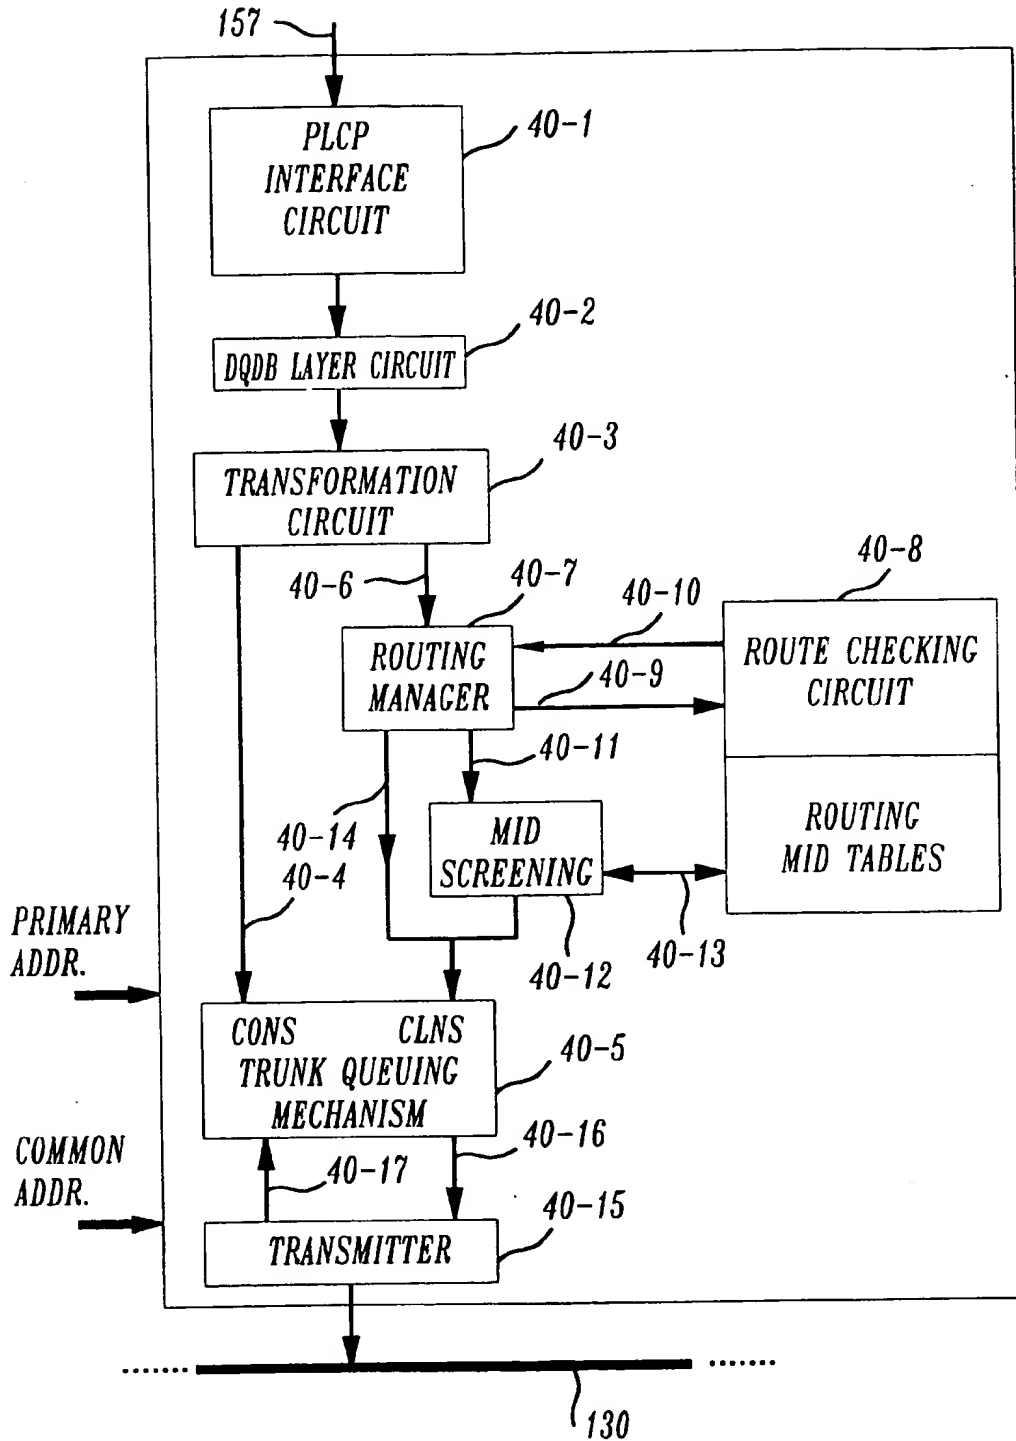 157
PLCP
INTERFACE
CIRCUIT
40-1
40-2
DQDB LAYER CIRCUIT
40-3
TRANSFORMATION
CIRCUIT
40-6
40-7
40-10
40-8
ROUTING
MANAGER
40-9
ROUTE CHECKING
CIRCUIT
40-11
40-14
40-4
MID
SCREENING
ROUTING
MID TABLES
40-12
40-13
PRIMARY
ADDR.
CONS CLNS
TRUNK QUEUING
MECHANISM
40-5
COMMON
ADDR.
40-17
40-16
40-15
TRANSMITTER
130